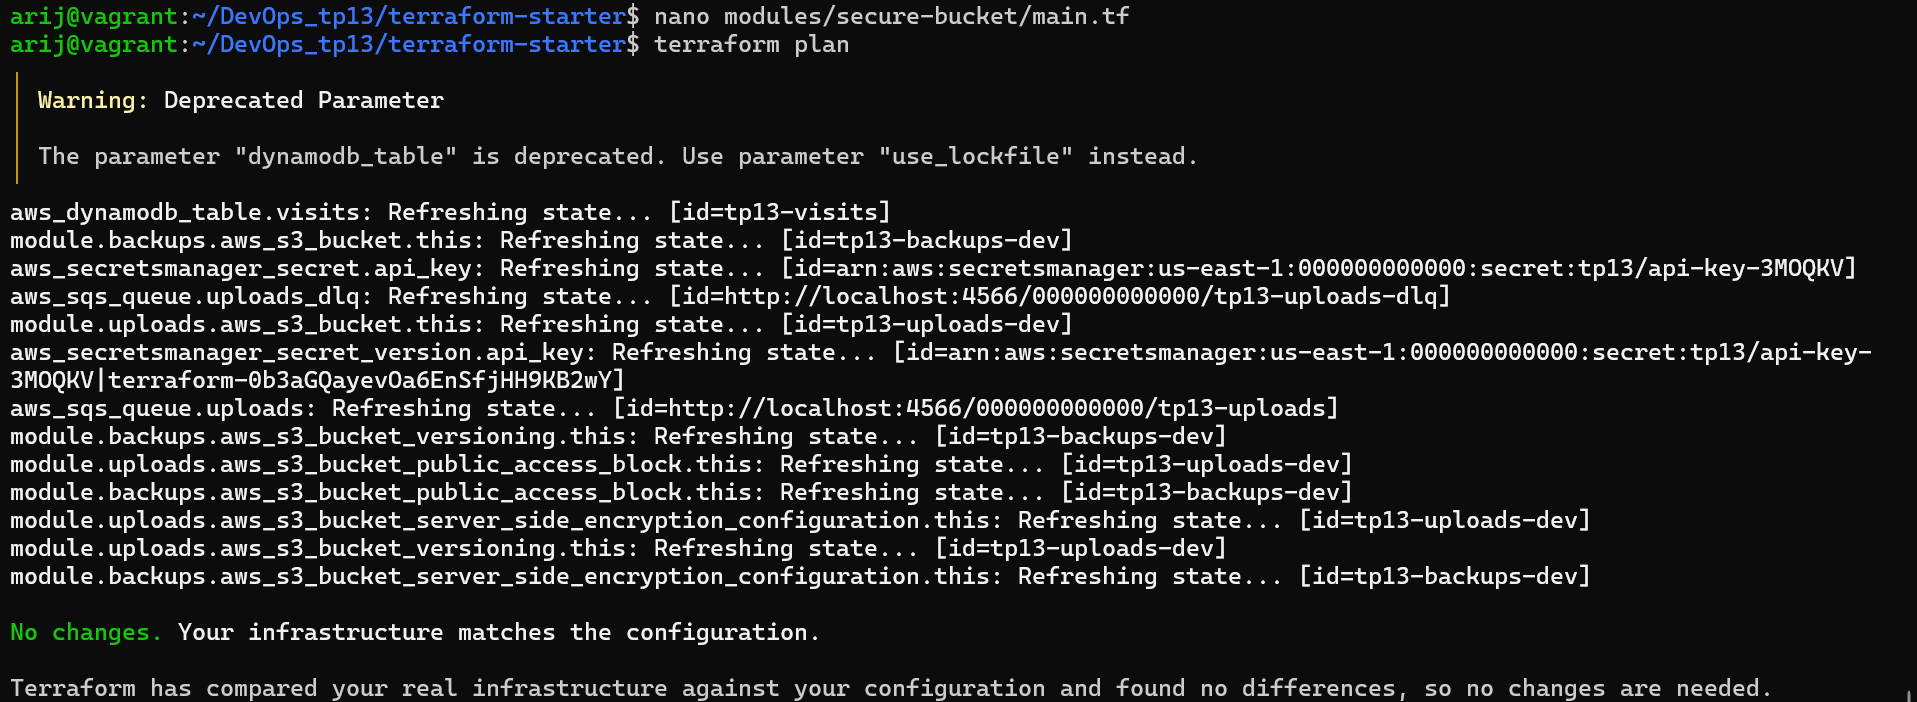 arij@vagrant:~/DevOps_tp13/terraform-starter$ nano modules/secure-bucket/main.tf
arij@vagrant:~/DevOps_tp13/terraform-starter$ terraform plan
Warning: Deprecated Parameter
The parameter "dynamodb_table" is deprecated. Use parameter "use_lockfile" instead.
aws_dynamodb_table.visits: Refreshing state... [id=tp13-visits]
module.backups.aws_s3_bucket.this: Refreshing state... [id=tp13-backups-dev]
aws_secretsmanager_secret.api_key: Refreshing state... [id=arn:aws:secretsmanager:us-east-1:000000000000:secret:tp13/api-key-3MOQKV]
aws_sqs_queue.uploads_dlq: Refreshing state... [id=http://localhost:4566/000000000000/tp13-uploads-dlq]
module.uploads.aws_s3_bucket.this: Refreshing state... [id=tp13-uploads-dev]
aws_secretsmanager_secret_version.api_key: Refreshing state... [id=arn:aws:secretsmanager:us-east-1:000000000000:secret:tp13/api-key-
3MOQKV|terraform-0b3aGQayevOa6EnSfjHH9KB2wY]
aws_sqs_queue.uploads: Refreshing state... [id=http://localhost:4566/000000000000/tp13-uploads]
module.backups.aws_s3_bucket_versioning.this: Refreshing state... [id=tp13-backups-dev]
module.uploads.aws_s3_bucket_public_access_block.this: Refreshing state... [id=tp13-uploads-dev]
module.backups.aws_s3_bucket_public_access_block.this: Refreshing state... [id=tp13-backups-dev]
module.uploads.aws_s3_bucket_server_side_encryption_configuration.this: Refreshing state... [id=tp13-uploads-dev]
module.uploads.aws_s3_bucket_versioning.this: Refreshing state... [id=tp13-uploads-dev]
module.backups.aws_s3_bucket_server_side_encryption_configuration.this: Refreshing state... [id=tp13-backups-dev]
No changes. Your infrastructure matches the configuration.
Terraform has compared your real infrastructure against your configuration and found no differences, so no changes are needed.